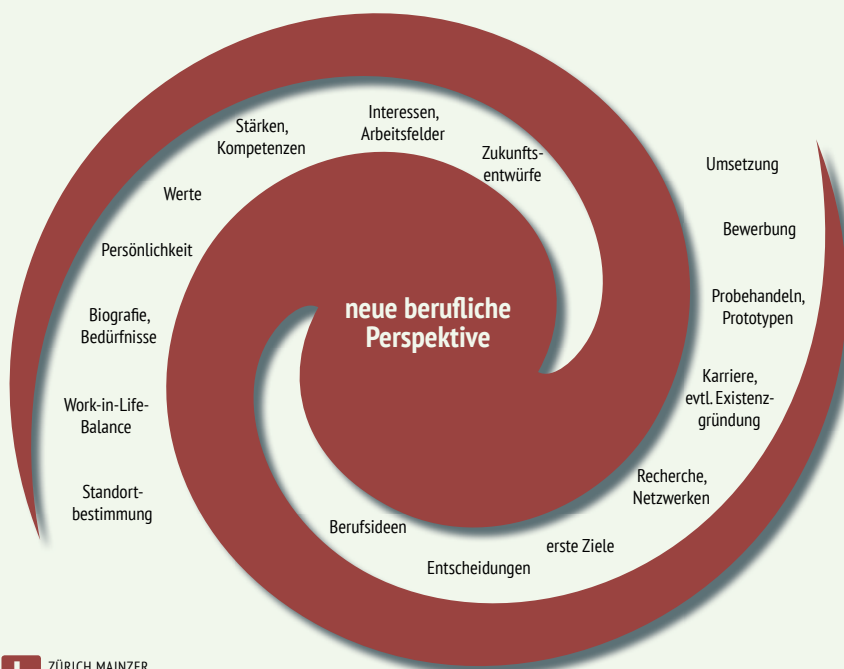 Standort-
bestimmung
Work-in-Life-
Balance
Biografie,
Bedürfnisse
Persönlichkeit
Werte
Stärken,
Kompetenzen
Interessen,
Arbeitsfelder
Zukunfts-
entwürfe
neue berufliche
Perspektive
Berufsideen
Entscheidungen
erste Ziele
Recherche,
Netzwerken
Karriere,
evtl. Existenz-
gründung
Probehandeln,
Prototypen
Bewerbung
Umsetzung
ZÜRICH MAINZER